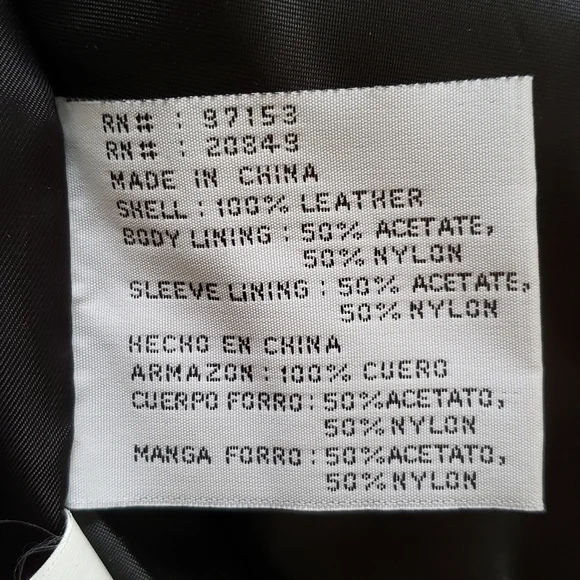 RN# : 97153
RN# : 20849
MADE IN CHINA
SHELL : 100% LEATHER
BODY LINING : 50% ACETATE,
50% NYLON
SLEEVE LINING : 50% ACETATE,
50% NYLON
HECHO EN CHINA
ARMAZON : 100% CUERO
CUERPO FORRO : 50% ACETATO,
50% NYLON
MANGA FORRO : 50% ACETATO,
50% NYLON